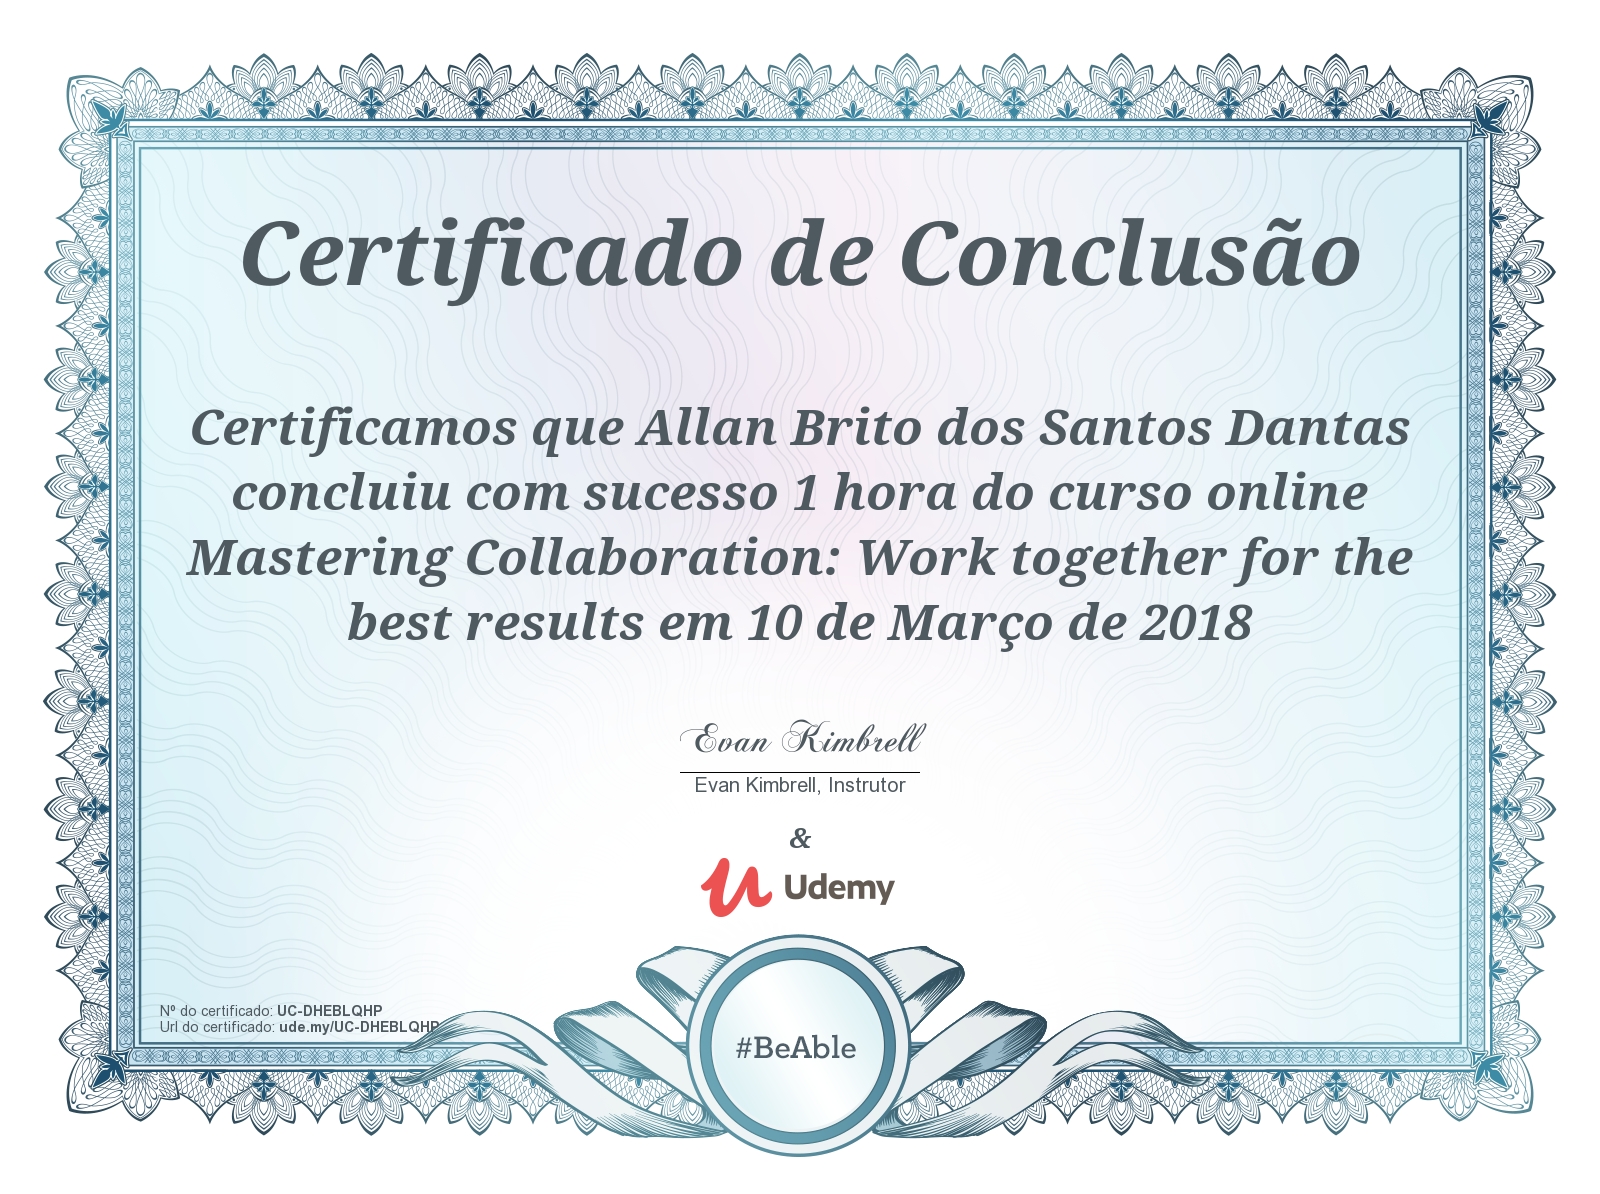 Certificado de Conclusão
Certificamos que Allan Brito dos Santos Dantas
concluiu com sucesso 1 hora do curso online
Mastering Collaboration: Work together for the
best results em 10 de Março de 2018
Evan Kimbrell
Evan Kimbrell, Instrutor
&
Udemy
Nº do certificado: UC-DHEBLQHP
Url do certificado: ude.my/UC-DHEBLQHP
#BeAble